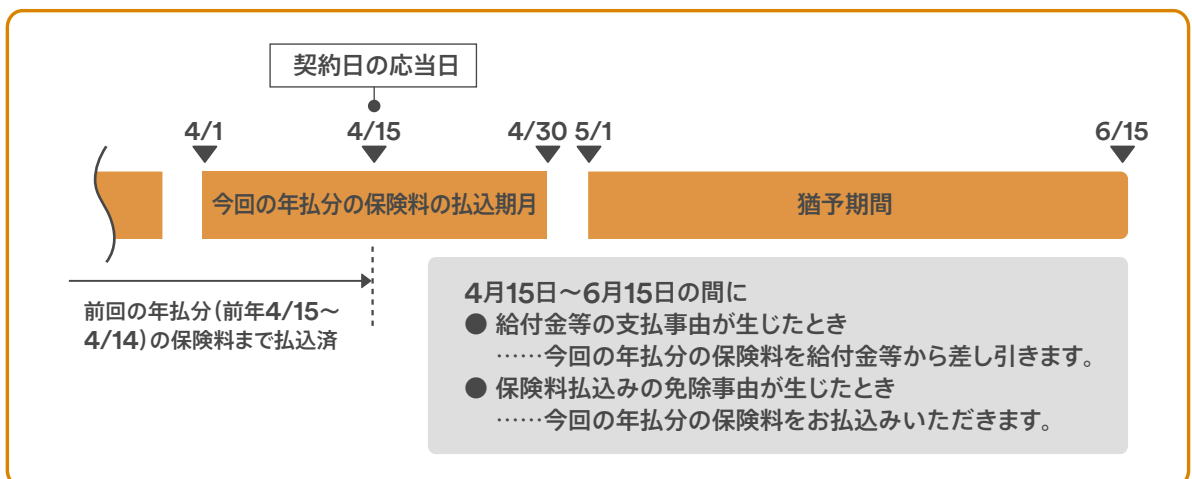 契約日の応当日
4/1 4/15 4/30 5/1 6/15
今回の年払分の保険料の払込期月 猶予期間
前回の年払分(前年4/15〜
4/14)の保険料まで払込済
4月15日〜6月15日の間に
● 給付金等の支払事由が生じたとき
……今回の年払分の保険料を給付金等から差し引きます。
● 保険料払込みの免除事由が生じたとき
……今回の年払分の保険料をお払込みいただきます。